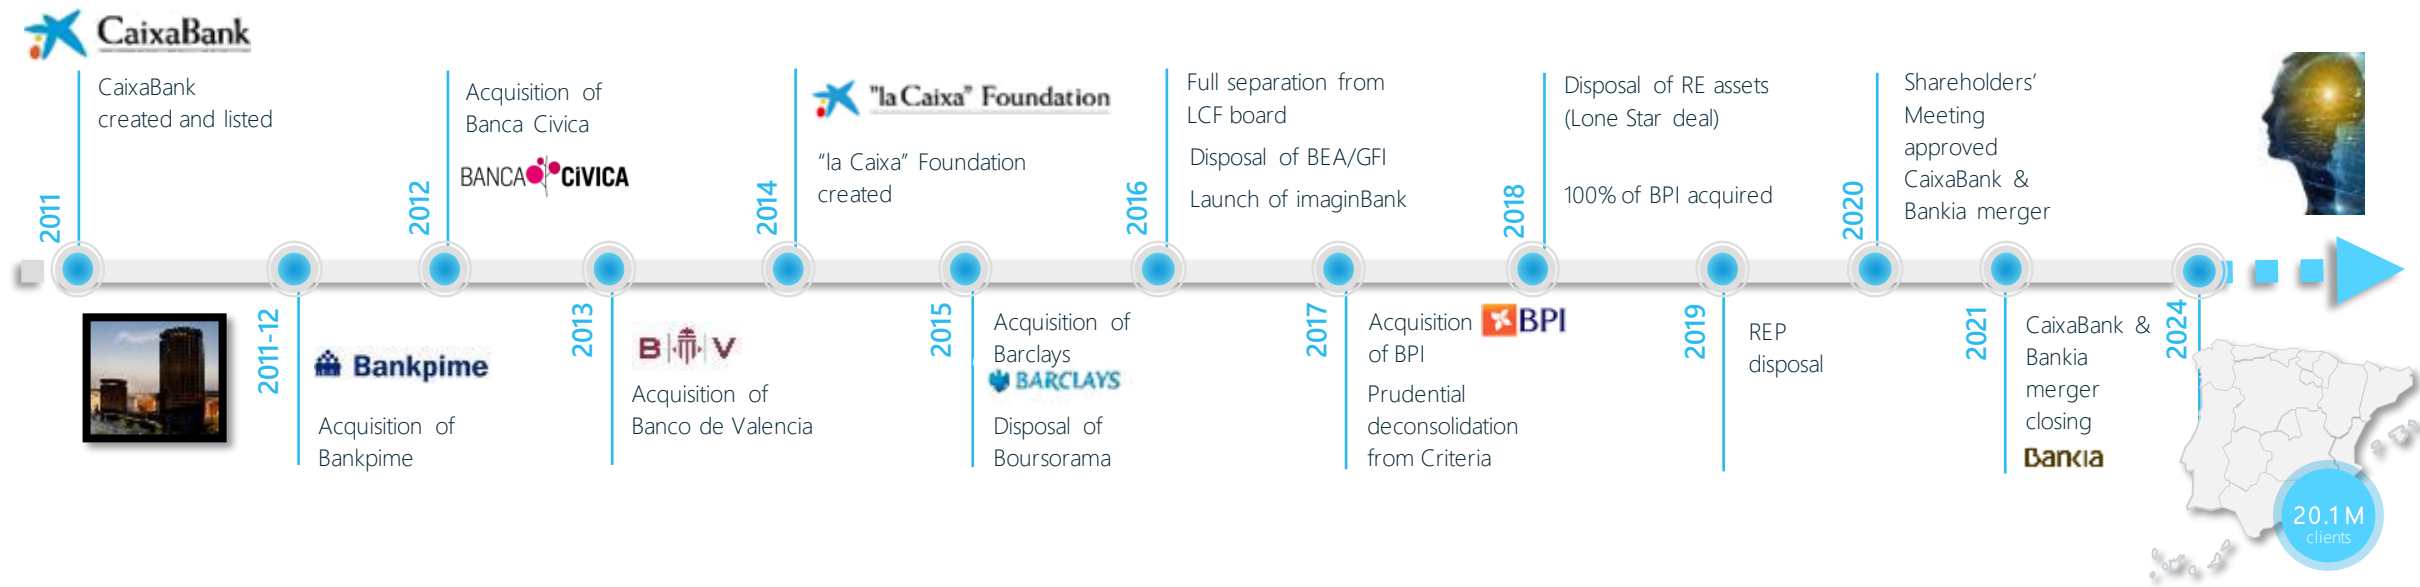 CaixaBank
2011
CaixaBank
created and listed
2011-12
Bankpime
Acquisition of
Bankpime
2012
Acquisition of
Banca Civica
BANCA CíVICA
2013
B V
Acquisition of
Banco de Valencia
2014
"la Caixa" Foundation
“la Caixa” Foundation
created
2015
Acquisition of
Barclays
BARCLAYS
Disposal of
Boursorama
2016
Full separation from
LCF board
Disposal of BEA/GFI
Launch of imaginBank
2017
Acquisition
of BPI
BPI
Prudential
deconsolidation
from Criteria
2018
Disposal of RE assets
(Lone Star deal)
100% of BPI acquired
2019
REP
disposal
2020
Shareholders’
Meeting
approved
CaixaBank &
Bankia merger
2021
CaixaBank &
Bankia
merger
closing
Bankia
2024
20.1 M
clients